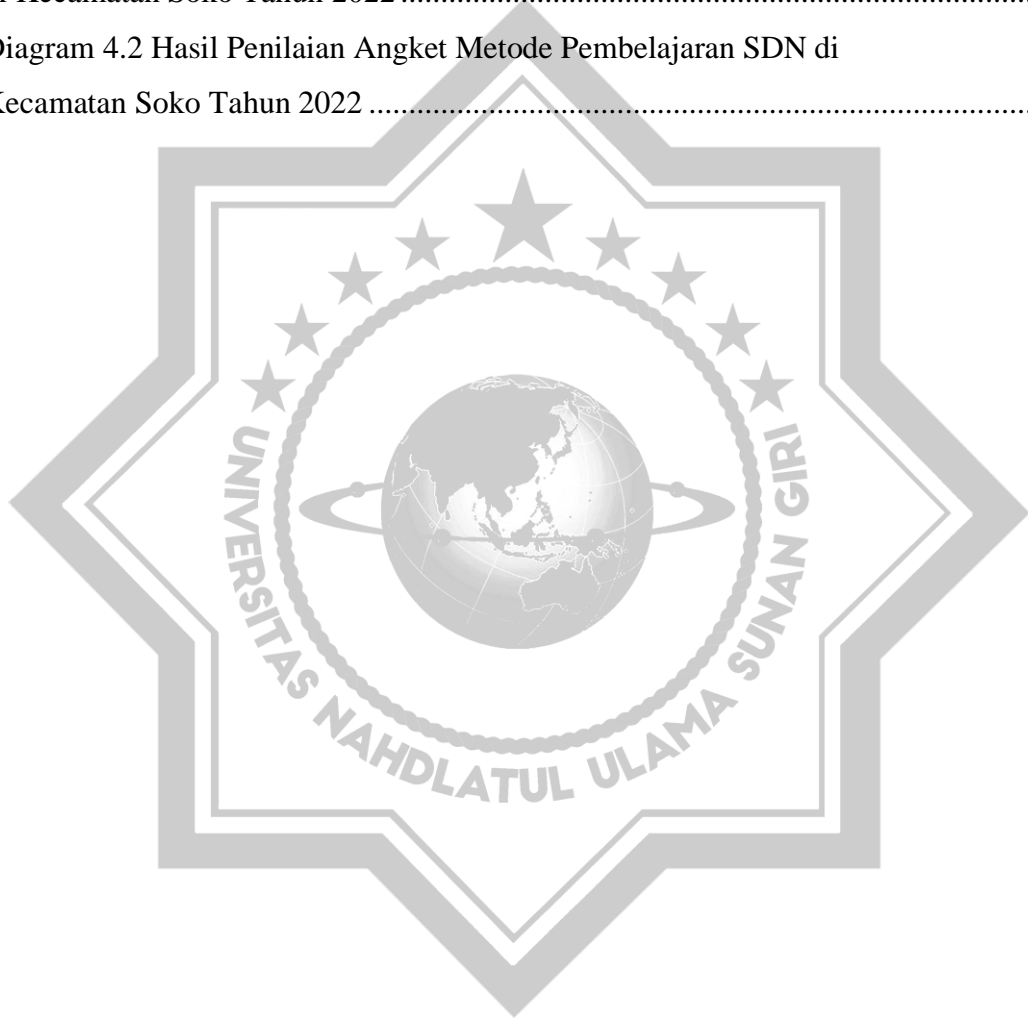 Kecamatan Soko Tahun 2022 ........................................................................................
Diagram 4.2 Hasil Penilaian Angket Metode Pembelajaran SDN di
Kecamatan Soko Tahun 2022 ............................................................................................
UNIVERSITAS NAHDLATUL ULAMA SUNAN GIRI